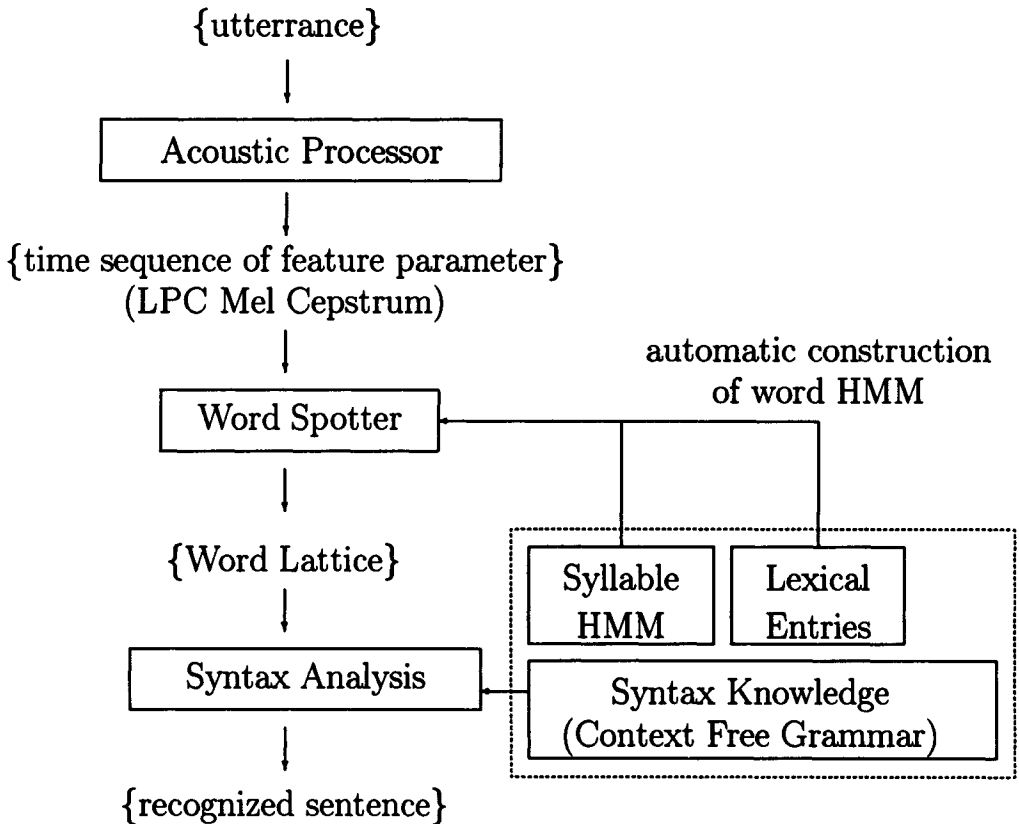 {utterrance}
Acoustic Processor
{time sequence of feature parameter}
(LPC Mel Cepstrum)
automatic construction
of word HMM
Word Spotter
{Word Lattice}
Syllable
HMM
Lexical
Entries
Syntax Analysis
Syntax Knowledge
(Context Free Grammar)
{recognized sentence}